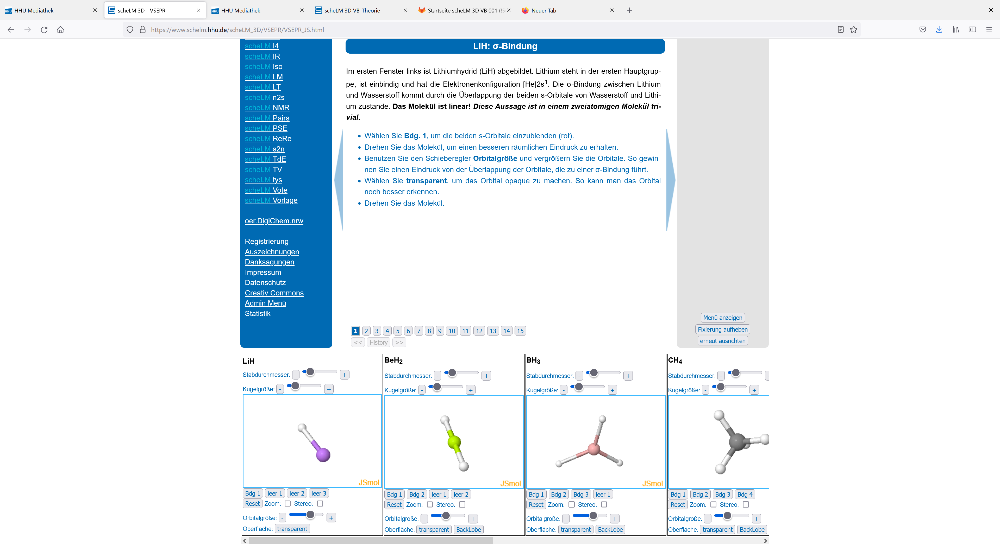 HHU Mediathek
scheLM 3D - VSEPR
HHU Mediathek
scheLM 3D VB-Theorie
Startseite scheLM 3D VB 001 (!5
Neuer Tab
https://www.schelm.hhu.de/scheLM_3D/VSEPR/VSEPR_JS.html
scheLM I4
scheLM IR
scheLM Iso
scheLM LM
scheLM LT
scheLM n2s
scheLM NMR
scheLM Pairs
scheLM PSE
scheLM ReRe
scheLM s2n
scheLM TdE
scheLM TV
scheLM tys
scheLM Vote
scheLM Vorlage
oer.DigiChem.nrw
Registrierung
Auszeichnungen
Danksagungen
Impressum
Datenschutz
Creativ Commons
Admin Menü
Statistik
LiH: σ-Bindung
Im ersten Fenster links ist Lithiumhydrid (LiH) abgebildet. Lithium steht in der ersten Hauptgrup-
pe, ist einbindig und hat die Elektronenkonfiguration [He]2s¹. Die σ-Bindung zwischen Lithium
und Wasserstoff kommt durch die Überlappung der beiden s-Orbitale von Wasserstoff und Lithi-
um zustande. Das Molekül ist linear! Diese Aussage ist in einem zweiatomigen Molekül tri-
vial.
• Wählen Sie Bdg. 1, um die beiden s-Orbitale einzublenden (rot).
• Drehen Sie das Molekül, um einen besseren räumlichen Eindruck zu erhalten.
• Benutzen Sie den Schieberegler Orbitalgröße und vergrößern Sie die Orbitale. So gewin-
nen Sie einen Eindruck von der Überlappung der Orbitale, die zu einer σ-Bindung führt.
• Wählen Sie transparent, um das Orbital opaque zu machen. So kann man das Orbital
noch besser erkennen.
• Drehen Sie das Molekül.
1 2 3 4 5 6 7 8 9 10 11 12 13 14 15
<< History >>
Menü anzeigen
Fixierung aufheben
erneut ausrichten
LiH
Stabdurchmesser: - +
Kugelgröße: - +
JSmol
Bdg 1 leer 1 leer 2 leer 3
Reset Zoom: Stereo:
Orbitalgröße: - +
Oberfläche: transparent
BeH₂
Stabdurchmesser: - +
Kugelgröße: - +
JSmol
Bdg 1 Bdg 2 leer 1 leer 2
Reset Zoom: Stereo:
Orbitalgröße: - +
Oberfläche: transparent BackLobe
BH₃
Stabdurchmesser: - +
Kugelgröße: - +
JSmol
Bdg 1 Bdg 2 Bdg 3 leer 1
Reset Zoom: Stereo:
Orbitalgröße: - +
Oberfläche: transparent BackLobe
CH₄
Stabdurchmesser: -
Kugelgröße: - +
Bdg 1 Bdg 2 Bdg 3 Bdg 4
Reset Zoom: Stereo:
Orbitalgröße: - +
Oberfläche: transparent BackLobe